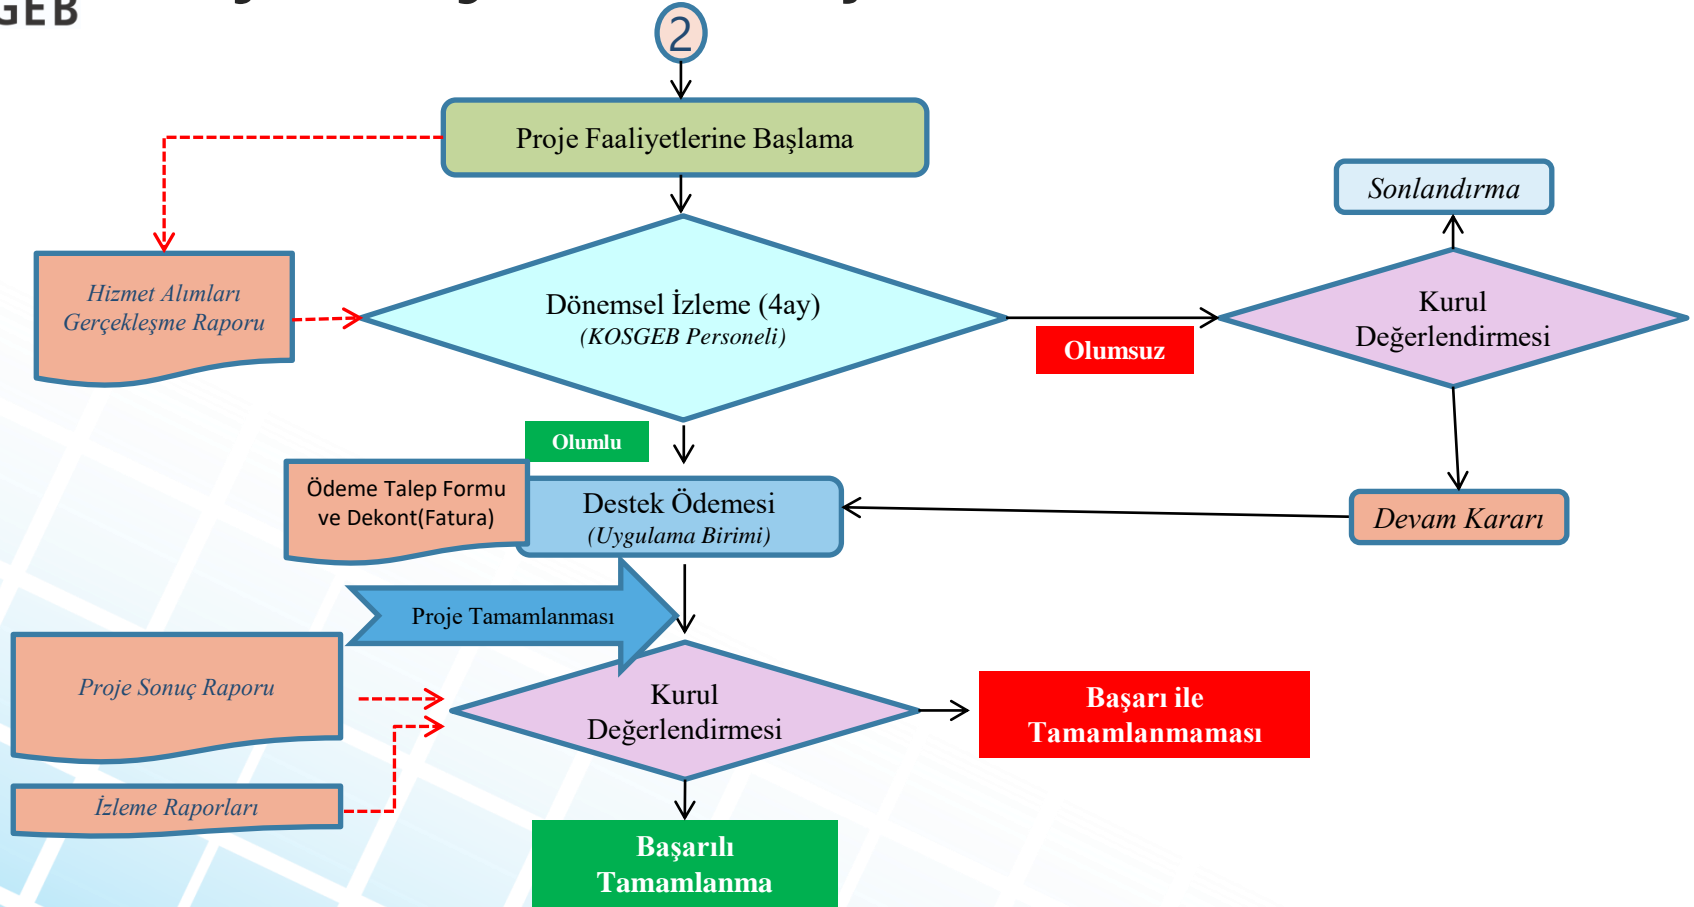 2
Proje Faaliyetlerine Başlama
Sonlandırma
Hizmet Alımları
Gerçekleşme Raporu
Dönemsel İzleme (4ay)
(KOSGEB Personeli)
Kurul
Değerlendirmesi
Olumsuz
Olumlu
Ödeme Talep Formu
ve Dekont(Fatura)
Destek Ödemesi
(Uygulama Birimi)
Devam Kararı
Proje Tamamlanması
Proje Sonuç Raporu
Kurul
Değerlendirmesi
Başarı ile
Tamamlanmaması
İzleme Raporları
Başarılı
Tamamlanma